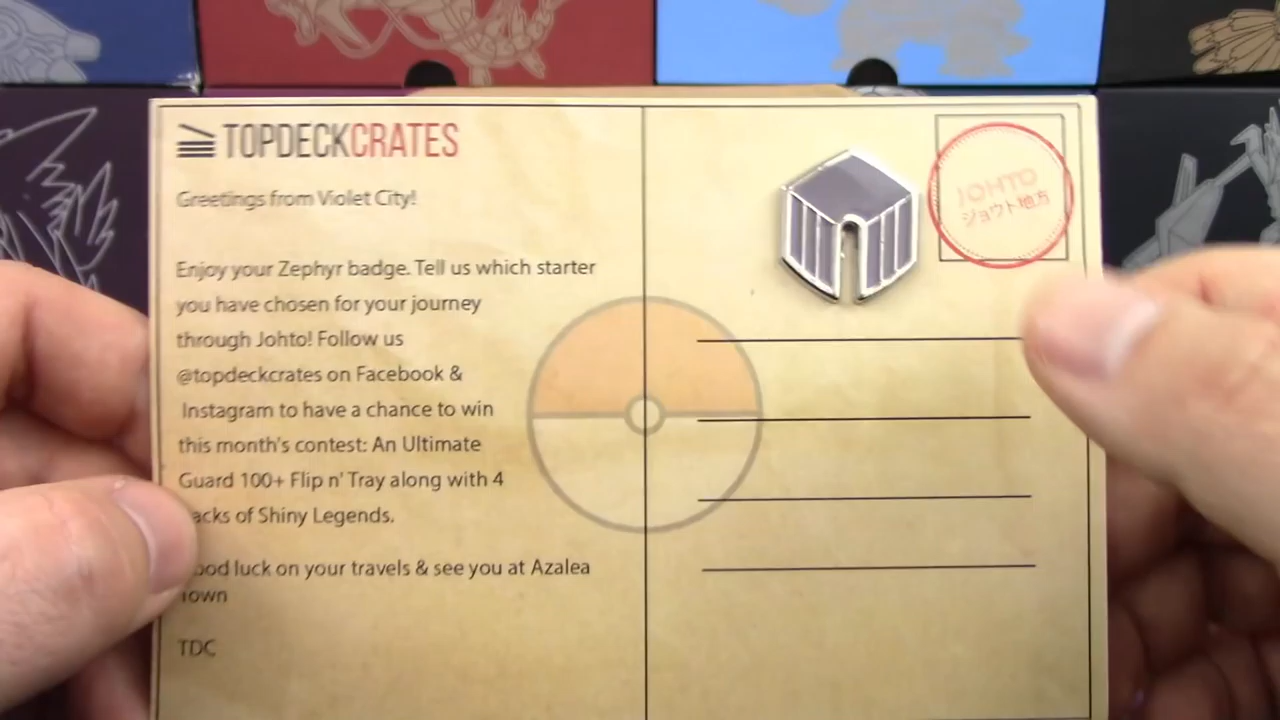 TOPDECKCRATES
Greetings from Violet City!
Enjoy your Zephyr badge. Tell us which starter
you have chosen for your journey
through Johto! Follow us
@topdeckcrates on Facebook &
Instagram to have a chance to win
this month's contest: An Ultimate
Guard 100+ Flip n' Tray along with 4
acks of Shiny Legends.
ood luck on your travels & see you at Azalea
Town
TDC
JOHTO
ジョウト地方